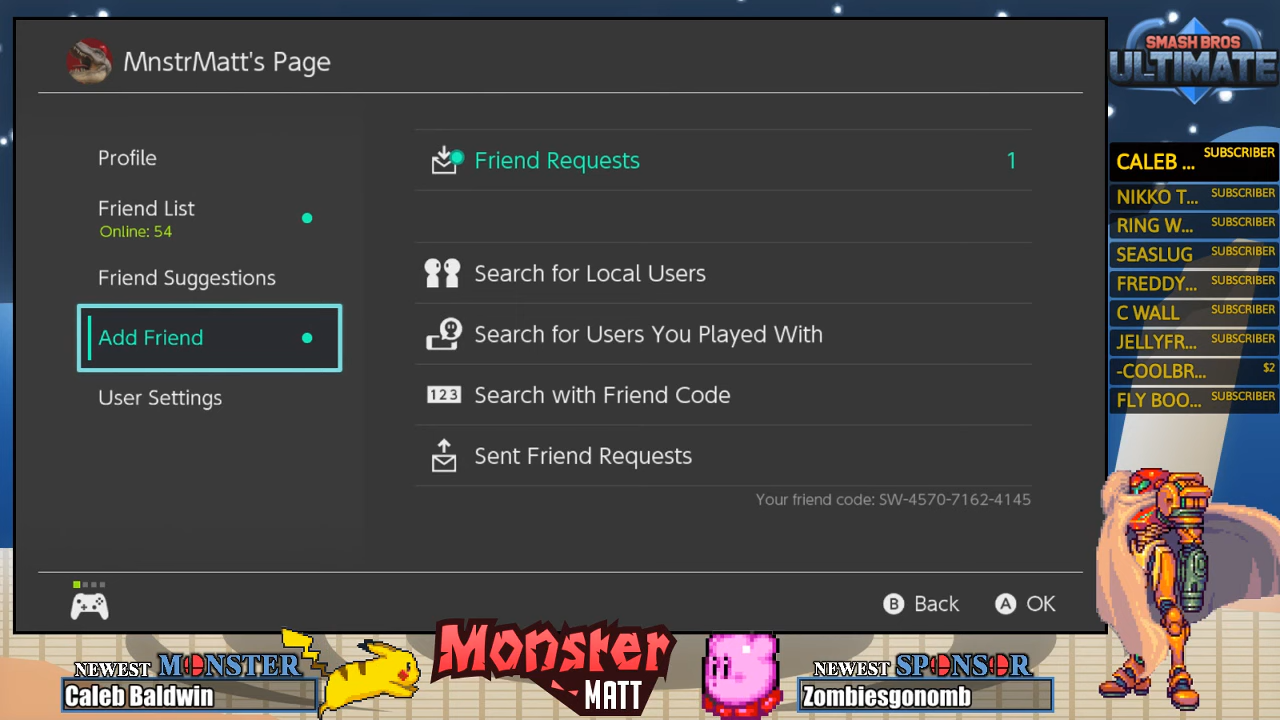 MnstrMatt's Page
Profile
Friend List
Online: 54
Friend Suggestions
Add Friend
User Settings
Friend Requests 1
Search for Local Users
Search for Users You Played With
123 Search with Friend Code
Sent Friend Requests
Your friend code: SW-4570-7162-4145
B Back A OK
SMASH BROS
ULTIMATE
CALEB ... SUBSCRIBER
NIKKO T... SUBSCRIBER
RING W... SUBSCRIBER
SEASLUG SUBSCRIBER
FREDDY... SUBSCRIBER
C WALL SUBSCRIBER
JELLYFR... SUBSCRIBER
-COOLBR... $2
FLY BOO... SUBSCRIBER
NEWEST MONSTER
Caleb Baldwin
Monster
MATT
NEWEST SPONSOR
Zombiesgonomb